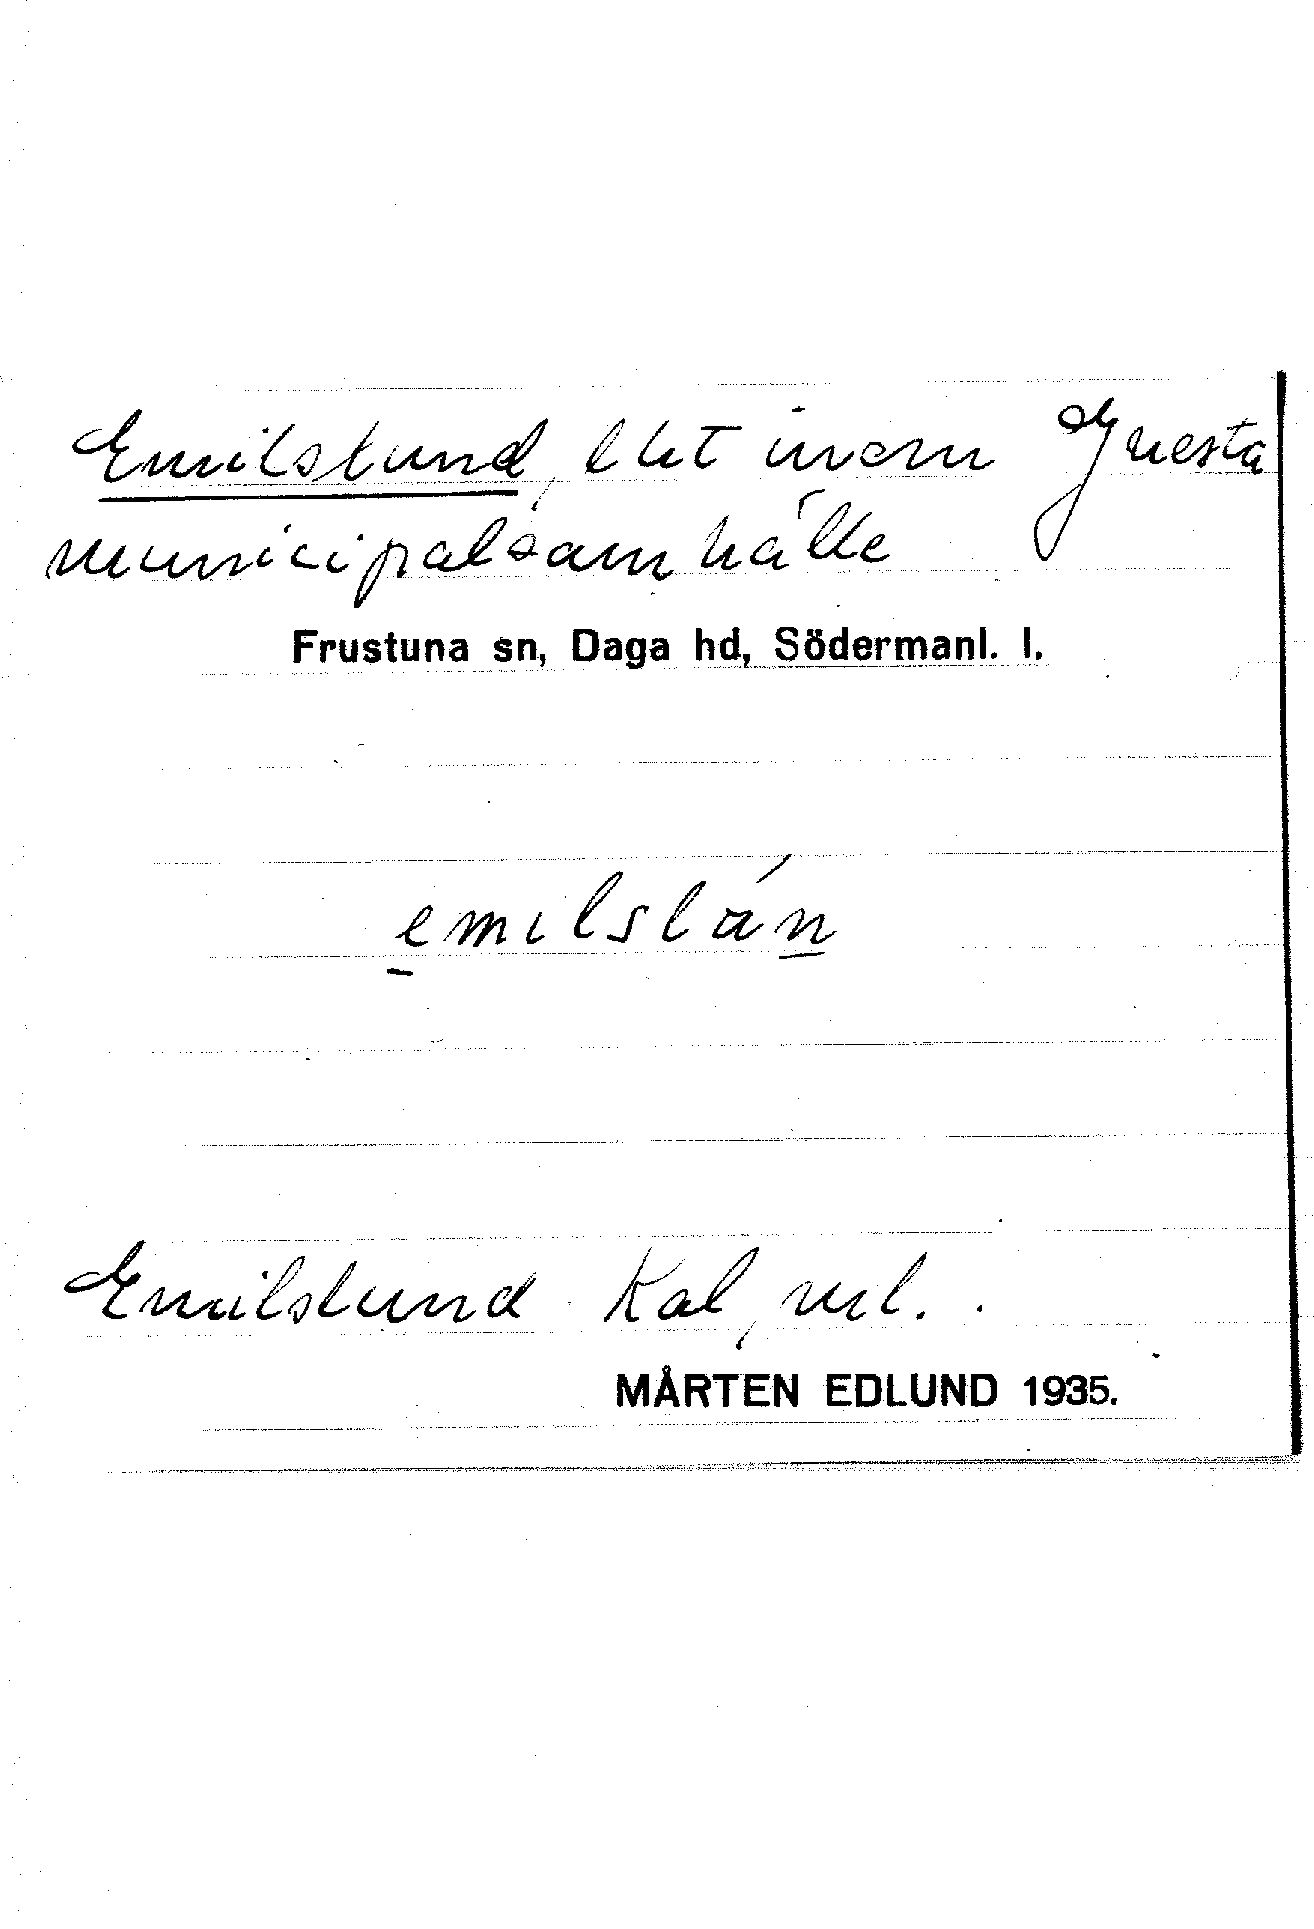 Emilslund, lht inom Gnesta
municipalsamhälle
Frustuna sn, Daga hd, Södermanl. l.
emilslán
Emilslund Kal, ml.
MÅRTEN EDLUND 1935.